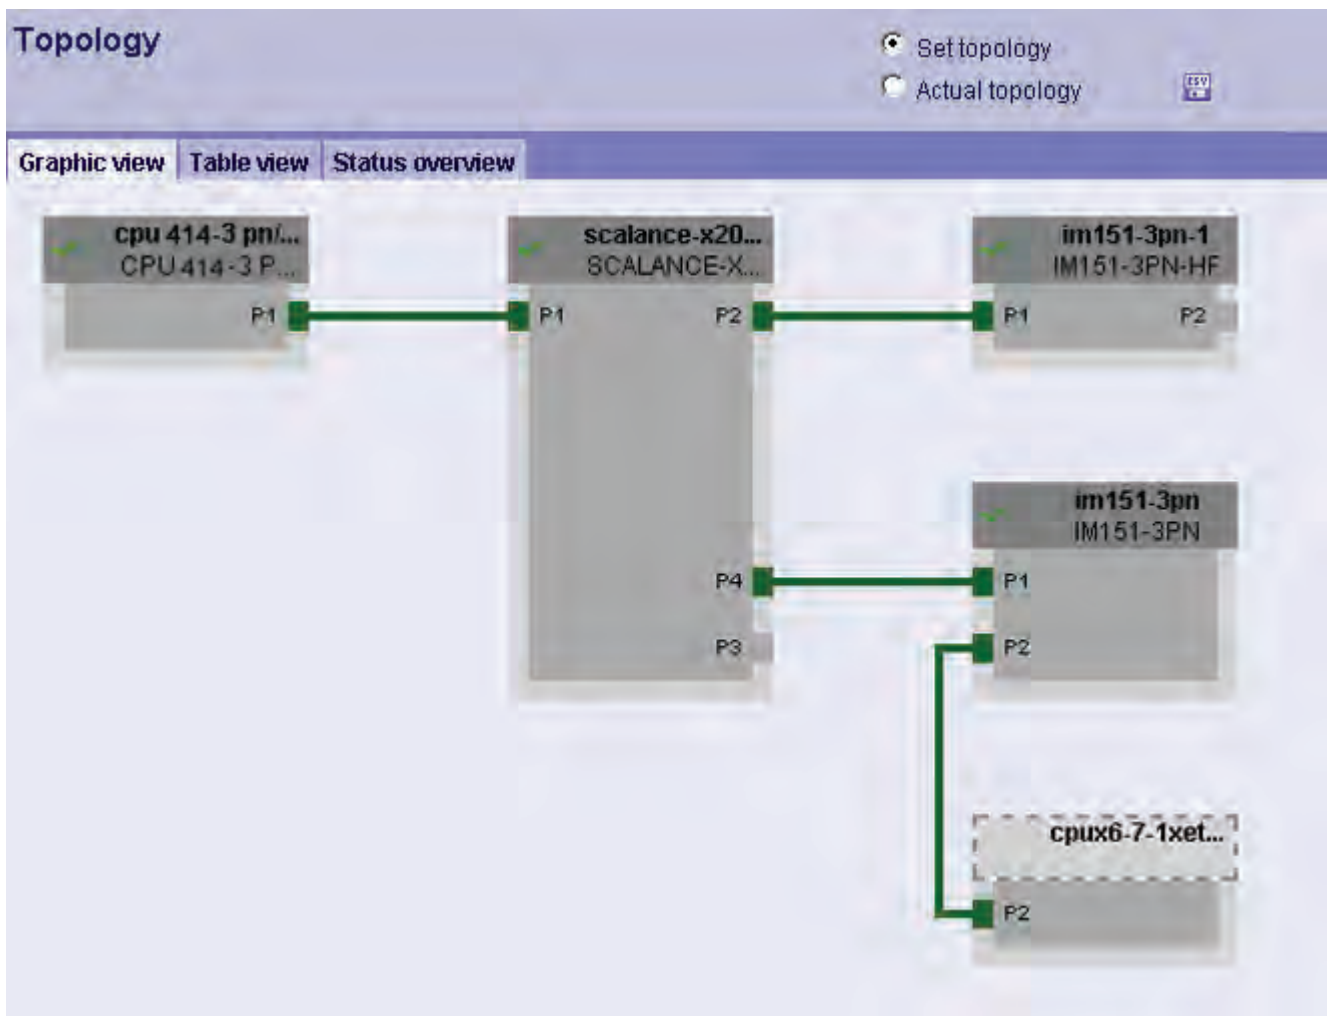 Topology
Set topology
Actual topology
CSV
Graphic view
Table view
Status overview
cpu 414-3 pn/...
CPU 414-3 P...
P1
scalance-x20...
SCALANCE-X...
P1
P2
P4
P3
im151-3pn-1
IM151-3PN-HF
P1
P2
im151-3pn
IM151-3PN
P1
P2
cpux6-7-1xet...
P2